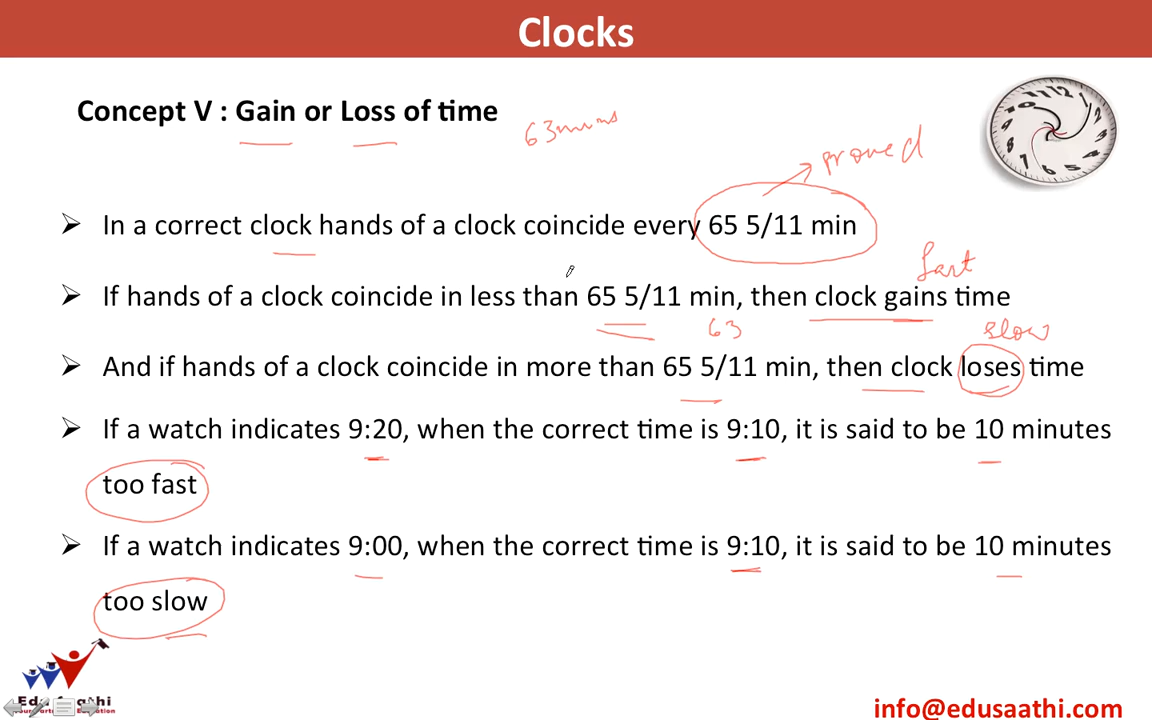 Clocks
Concept V : Gain or Loss of time
63mins
proved
In a correct clock hands of a clock coincide every 65 5/11 min
fast
If hands of a clock coincide in less than 65 5/11 min, then clock gains time
63
slow
And if hands of a clock coincide in more than 65 5/11 min, then clock loses time
If a watch indicates 9:20, when the correct time is 9:10, it is said to be 10 minutes
too fast
If a watch indicates 9:00, when the correct time is 9:10, it is said to be 10 minutes
too slow
info@edusaathi.com